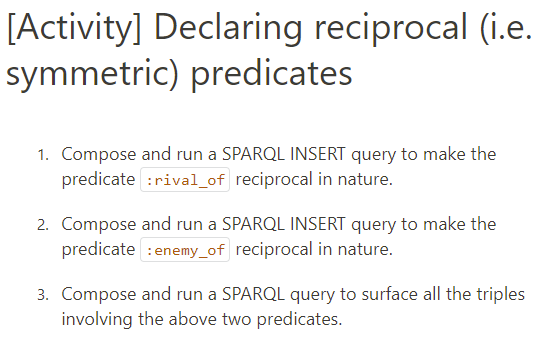 [Activity] Declaring reciprocal (i.e.
symmetric) predicates
1. Compose and run a SPARQL INSERT query to make the
predicate :rival_of reciprocal in nature.
2. Compose and run a SPARQL INSERT query to make the
predicate :enemy_of reciprocal in nature.
3. Compose and run a SPARQL query to surface all the triples
involving the above two predicates.